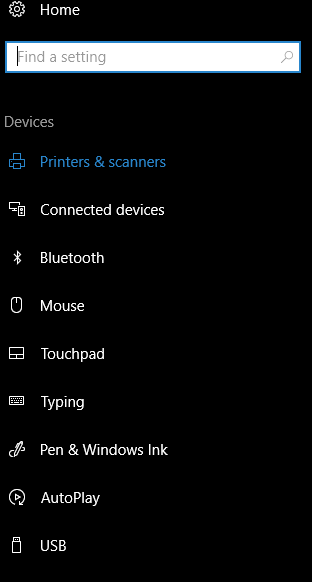 Home
Find a setting
Devices
Printers & scanners
Connected devices
Bluetooth
Mouse
Touchpad
Typing
Pen & Windows Ink
AutoPlay
USB